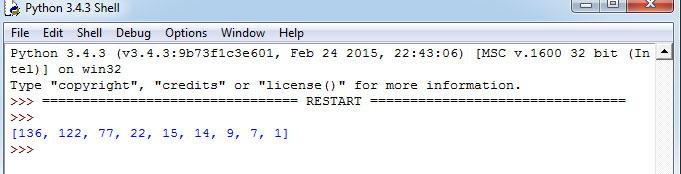 Python 3.4.3 Shell
File Edit Shell Debug Options Window Help
Python 3.4.3 (v3.4.3:9b73f1c3e601, Feb 24 2015, 22:43:06) [MSC v.1600 32 bit (In
tel)] on win32
Type "copyright", "credits" or "license()" for more information.
>>> ================================ RESTART ================================
>>>
[136, 122, 77, 22, 15, 14, 9, 7, 1]
>>>